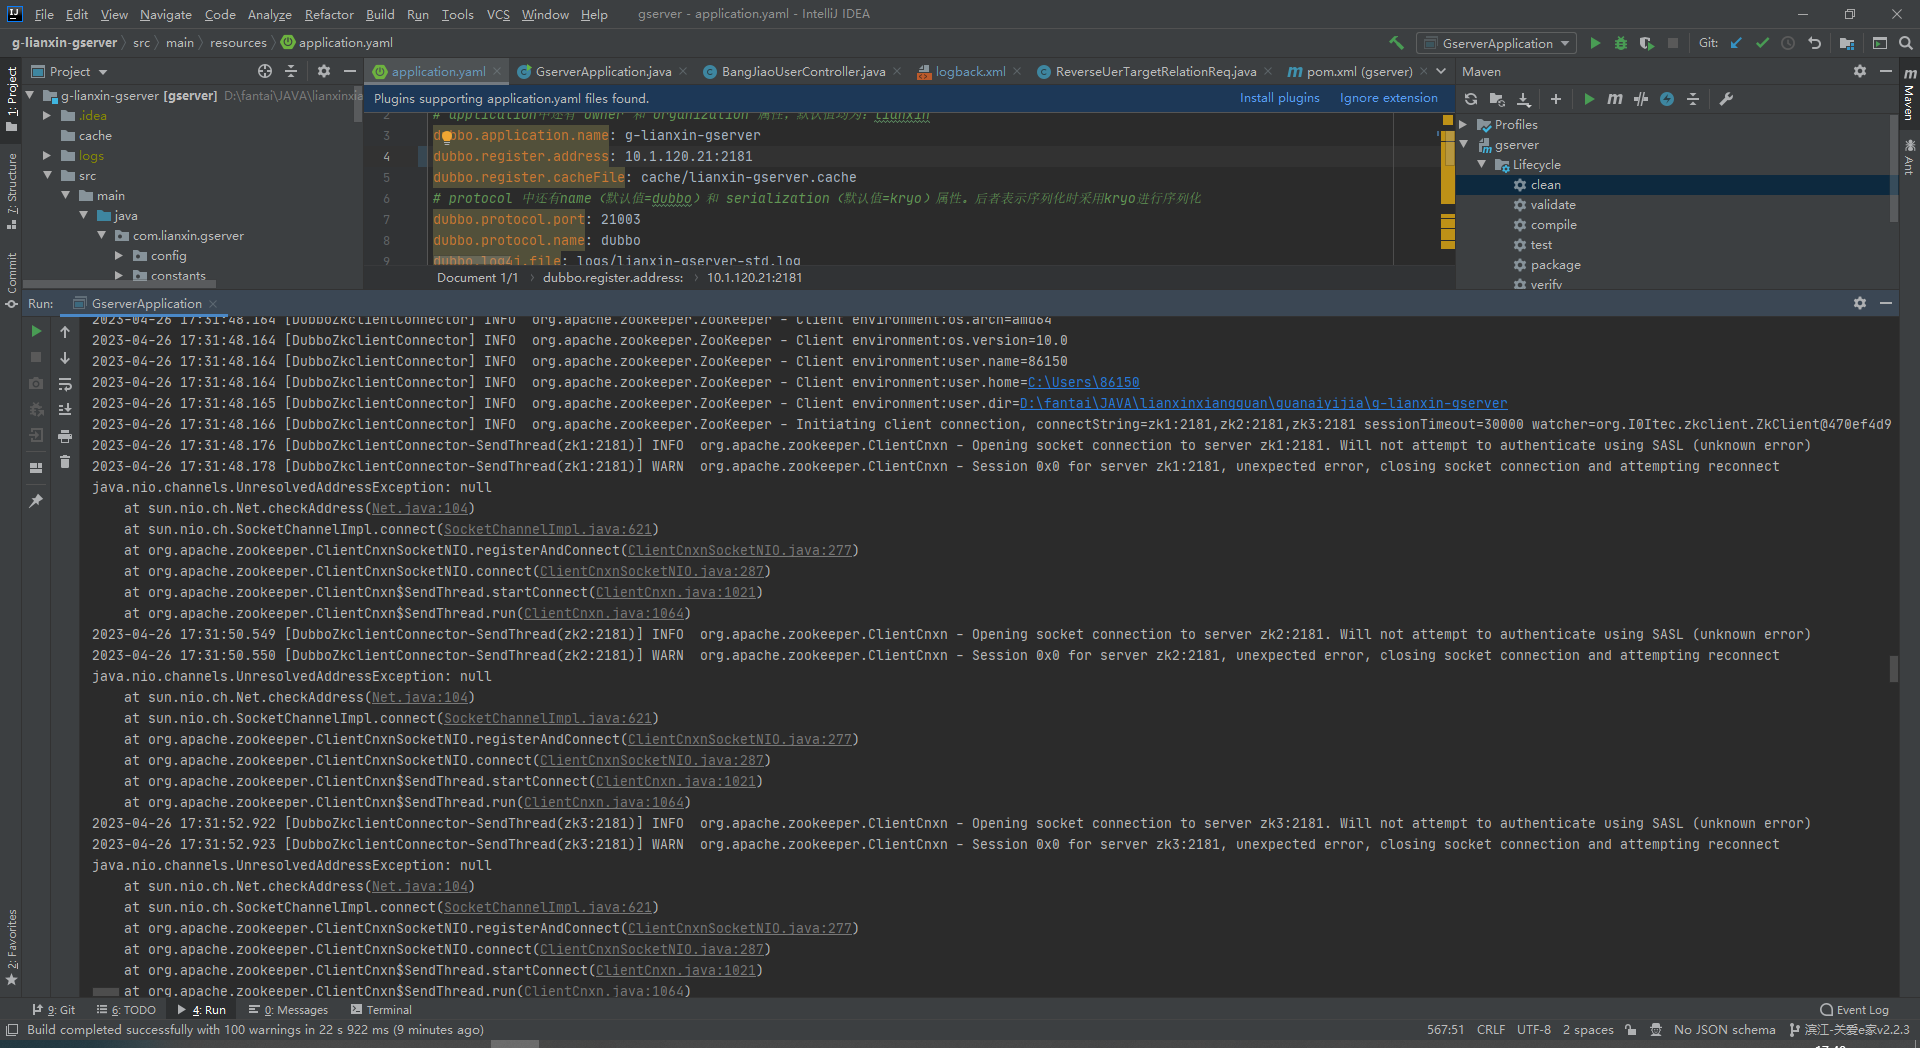 File Edit View Navigate Code Analyze Refactor Build Run Tools VCS Window Help gserver - application.yaml - IntelliJ IDEA
g-lianxin-gserver src main resources application.yaml GserverApplication Git:
Project application.yaml GserverApplication.java BangJiaoUserController.java logback.xml ReverseUerTargetRelationReq.java pom.xml (gserver) Maven
g-lianxin-gserver [gserver] D:\fantai\JAVA\lianxinxia
.idea
cache
logs
src
main
java
com.lianxin.gserver
config
constants
Plugins supporting application.yaml files found. Install plugins Ignore extension
2 # application中还有 owner 和 organization 属性, 默认值均为: lianxin
3 dubbo.application.name: g-lianxin-gserver
4 dubbo.register.address: 10.1.120.21:2181
5 dubbo.register.cacheFile: cache/lianxin-gserver.cache
6 # protocol 中还有name（默认值=dubbo）和 serialization（默认值=kryo）属性。后者表示序列化时采用kryo进行序列化
7 dubbo.protocol.port: 21003
8 dubbo.protocol.name: dubbo
9 dubbo.log4j.file: logs/lianxin-gserver-std.log
Document 1/1 dubbo.register.address: 10.1.120.21:2181
Profiles
gserver
Lifecycle
clean
validate
compile
test
package
verify
1: Project
7: Structure
Commit
2: Favorites
Maven
Ant
Run: GserverApplication
2023-04-26 17:31:48.164 [DubboZkclientConnector] INFO  org.apache.zookeeper.ZooKeeper - Client environment:os.arch=amd64
2023-04-26 17:31:48.164 [DubboZkclientConnector] INFO  org.apache.zookeeper.ZooKeeper - Client environment:os.version=10.0
2023-04-26 17:31:48.164 [DubboZkclientConnector] INFO  org.apache.zookeeper.ZooKeeper - Client environment:user.name=86150
2023-04-26 17:31:48.164 [DubboZkclientConnector] INFO  org.apache.zookeeper.ZooKeeper - Client environment:user.home=C:\Users\86150
2023-04-26 17:31:48.165 [DubboZkclientConnector] INFO  org.apache.zookeeper.ZooKeeper - Client environment:user.dir=D:\fantai\JAVA\lianxinxiangquan\quanaiyijia\g-lianxin-gserver
2023-04-26 17:31:48.166 [DubboZkclientConnector] INFO  org.apache.zookeeper.ZooKeeper - Initiating client connection, connectString=zk1:2181,zk2:2181,zk3:2181 sessionTimeout=30000 watcher=org.I0Itec.zkclient.ZkClient@470ef4d9
2023-04-26 17:31:48.176 [DubboZkclientConnector-SendThread(zk1:2181)] INFO  org.apache.zookeeper.ClientCnxn - Opening socket connection to server zk1:2181. Will not attempt to authenticate using SASL (unknown error)
2023-04-26 17:31:48.178 [DubboZkclientConnector-SendThread(zk1:2181)] WARN  org.apache.zookeeper.ClientCnxn - Session 0x0 for server zk1:2181, unexpected error, closing socket connection and attempting reconnect
java.nio.channels.UnresolvedAddressException: null
at sun.nio.ch.Net.checkAddress(Net.java:104)
at sun.nio.ch.SocketChannelImpl.connect(SocketChannelImpl.java:621)
at org.apache.zookeeper.ClientCnxnSocketNIO.registerAndConnect(ClientCnxnSocketNIO.java:277)
at org.apache.zookeeper.ClientCnxnSocketNIO.connect(ClientCnxnSocketNIO.java:287)
at org.apache.zookeeper.ClientCnxn$SendThread.startConnect(ClientCnxn.java:1021)
at org.apache.zookeeper.ClientCnxn$SendThread.run(ClientCnxn.java:1064)
2023-04-26 17:31:50.549 [DubboZkclientConnector-SendThread(zk2:2181)] INFO  org.apache.zookeeper.ClientCnxn - Opening socket connection to server zk2:2181. Will not attempt to authenticate using SASL (unknown error)
2023-04-26 17:31:50.550 [DubboZkclientConnector-SendThread(zk2:2181)] WARN  org.apache.zookeeper.ClientCnxn - Session 0x0 for server zk2:2181, unexpected error, closing socket connection and attempting reconnect
java.nio.channels.UnresolvedAddressException: null
at sun.nio.ch.Net.checkAddress(Net.java:104)
at sun.nio.ch.SocketChannelImpl.connect(SocketChannelImpl.java:621)
at org.apache.zookeeper.ClientCnxnSocketNIO.registerAndConnect(ClientCnxnSocketNIO.java:277)
at org.apache.zookeeper.ClientCnxnSocketNIO.connect(ClientCnxnSocketNIO.java:287)
at org.apache.zookeeper.ClientCnxn$SendThread.startConnect(ClientCnxn.java:1021)
at org.apache.zookeeper.ClientCnxn$SendThread.run(ClientCnxn.java:1064)
2023-04-26 17:31:52.922 [DubboZkclientConnector-SendThread(zk3:2181)] INFO  org.apache.zookeeper.ClientCnxn - Opening socket connection to server zk3:2181. Will not attempt to authenticate using SASL (unknown error)
2023-04-26 17:31:52.923 [DubboZkclientConnector-SendThread(zk3:2181)] WARN  org.apache.zookeeper.ClientCnxn - Session 0x0 for server zk3:2181, unexpected error, closing socket connection and attempting reconnect
java.nio.channels.UnresolvedAddressException: null
at sun.nio.ch.Net.checkAddress(Net.java:104)
at sun.nio.ch.SocketChannelImpl.connect(SocketChannelImpl.java:621)
at org.apache.zookeeper.ClientCnxnSocketNIO.registerAndConnect(ClientCnxnSocketNIO.java:277)
at org.apache.zookeeper.ClientCnxnSocketNIO.connect(ClientCnxnSocketNIO.java:287)
at org.apache.zookeeper.ClientCnxn$SendThread.startConnect(ClientCnxn.java:1021)
at org.apache.zookeeper.ClientCnxn$SendThread.run(ClientCnxn.java:1064)
9: Git 6: TODO 4: Run 0: Messages Terminal Event Log
Build completed successfully with 100 warnings in 22 s 922 ms (9 minutes ago) 567:51 CRLF UTF-8 2 spaces No JSON schema 滨江-关爱e家v2.2.3